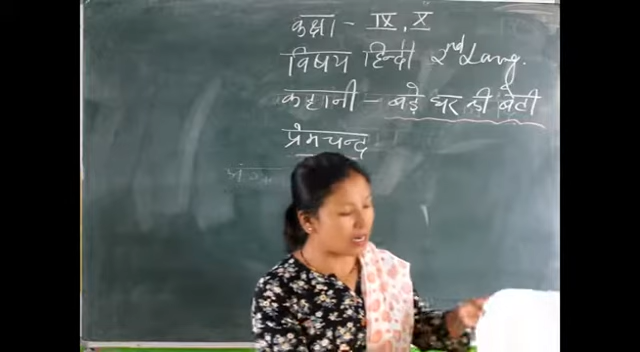 कक्षा - IX, X
विषय हिन्दी 2nd Lang.
कहानी - बड़े घर की बेटी
प्रेमचन्द